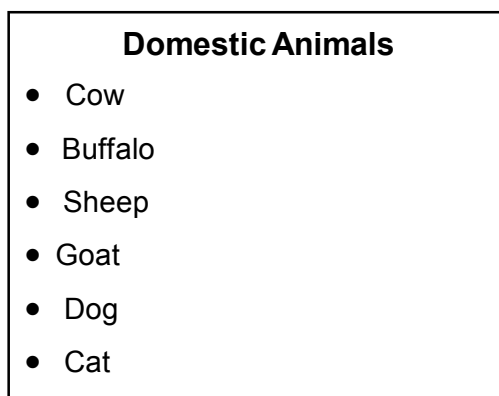 Domestic Animals
• Cow
• Buffalo
• Sheep
• Goat
• Dog
• Cat